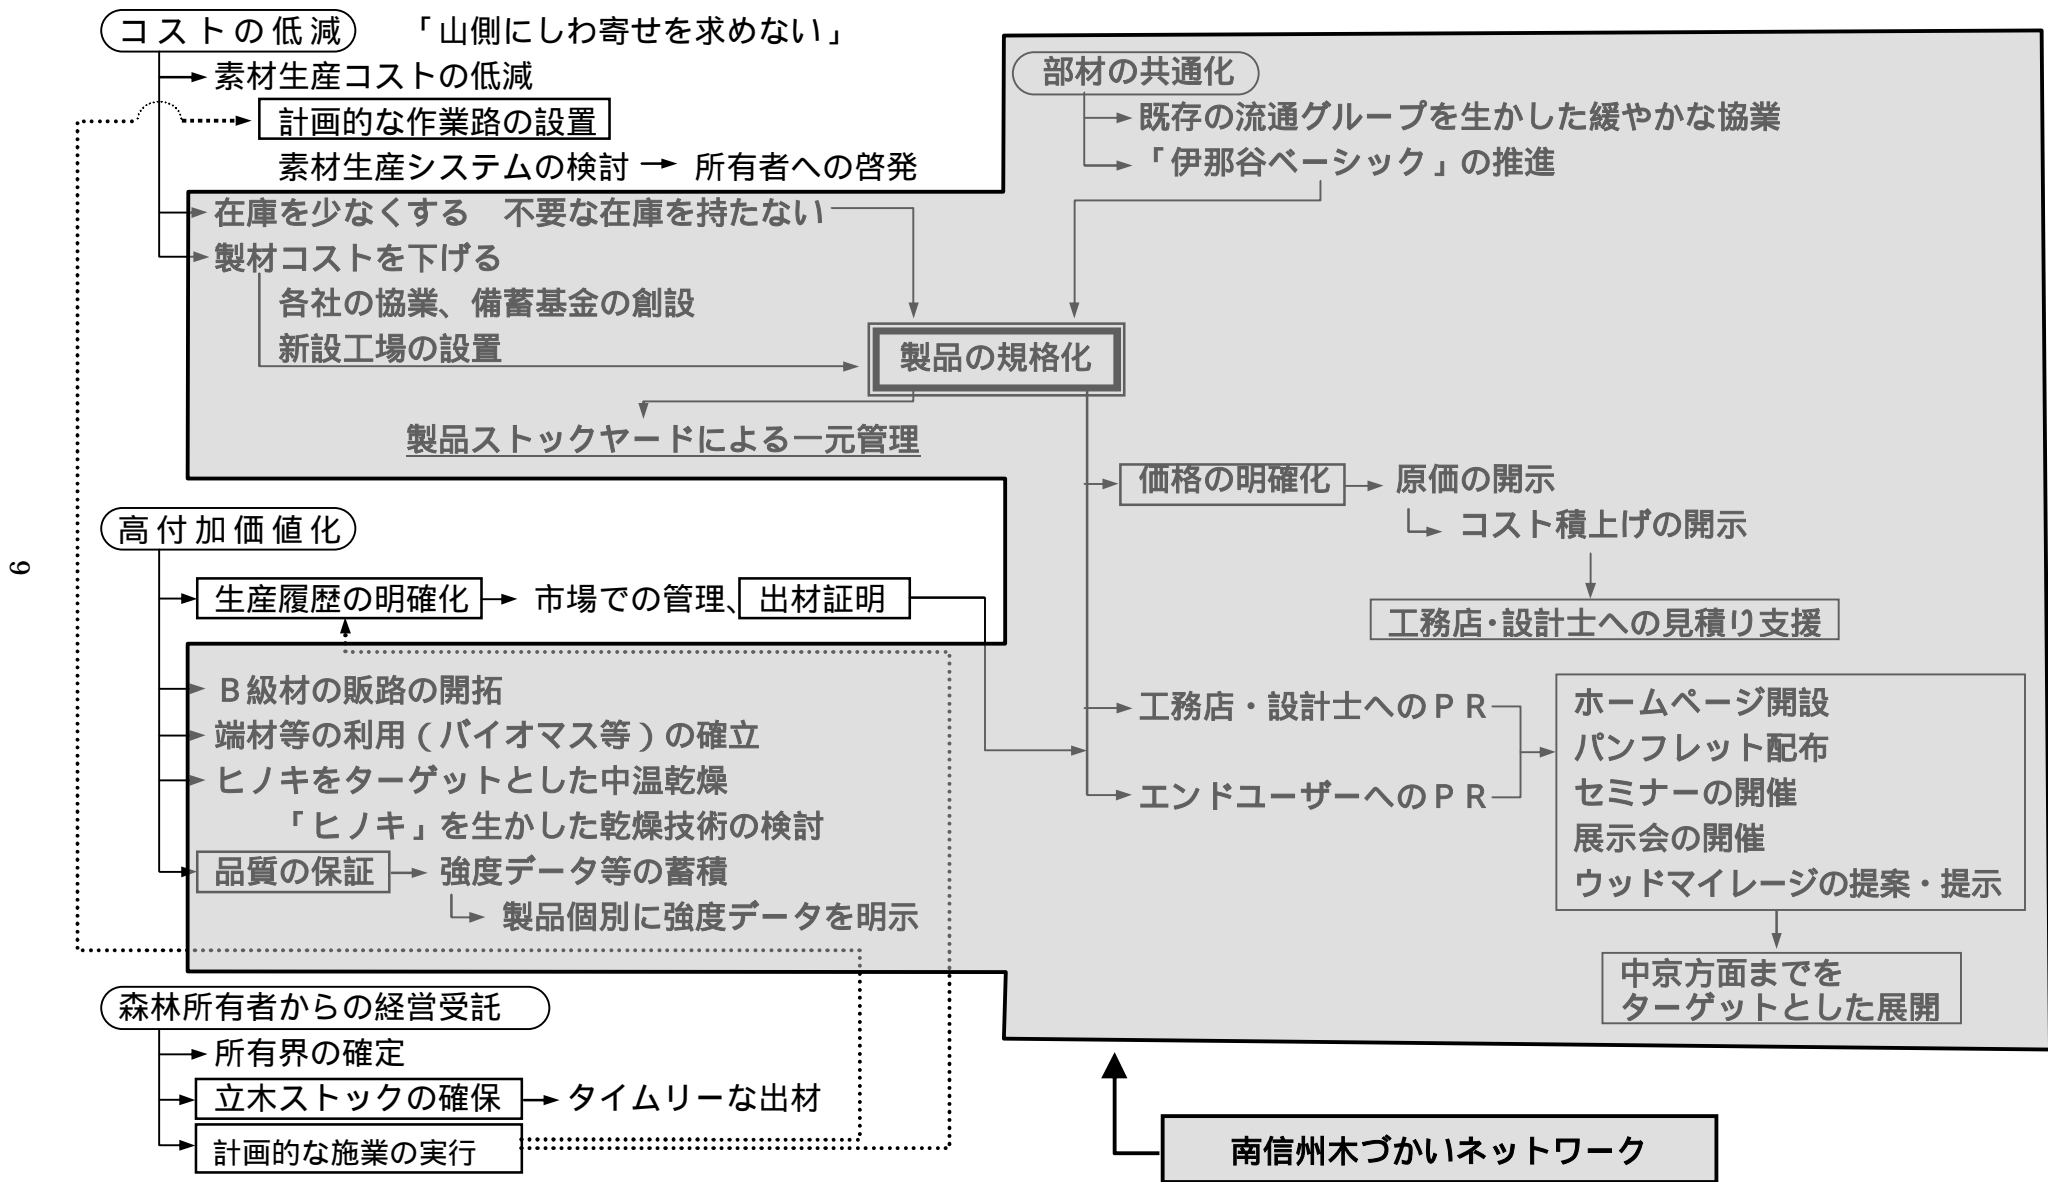 コストの低減 「山側にしわ寄せを求めない」
素材生産コストの低減
計画的な作業路の設置
素材生産システムの検討 所有者への啓発
在庫を少なくする 不要な在庫を持たない
製材コストを下げる
各社の協業、備蓄基金の創設
新設工場の設置
部材の共通化
既存の流通グループを生かした緩やかな協業
「伊那谷ベーシック」の推進
製品の規格化
製品ストックヤードによる一元管理
価格の明確化 原価の開示
コスト積上げの開示
工務店・設計士への見積り支援
高付加価値化
生産履歴の明確化 市場での管理、出材証明
B級材の販路の開拓
端材等の利用(バイオマス等)の確立
ヒノキをターゲットとした中温乾燥
「ヒノキ」を生かした乾燥技術の検討
品質の保証 強度データ等の蓄積
製品個別に強度データを明示
工務店・設計士へのPR
エンドユーザーへのPR
ホームページ開設
パンフレット配布
セミナーの開催
展示会の開催
ウッドマイレージの提案・提示
中京方面までを
ターゲットとした展開
森林所有者からの経営受託
所有界の確定
立木ストックの確保 タイムリーな出材
計画的な施業の実行
南信州木づかいネットワーク
9